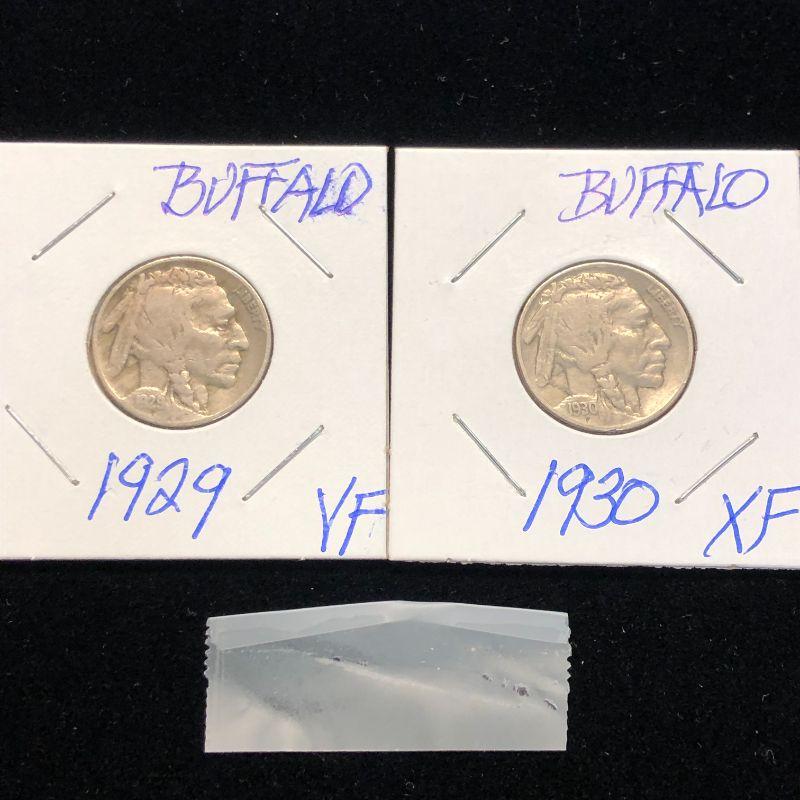 BUFFALO
LIBERTY
1929
1929
VF
BUFFALO
LIBERTY
1930
F
1930
XF